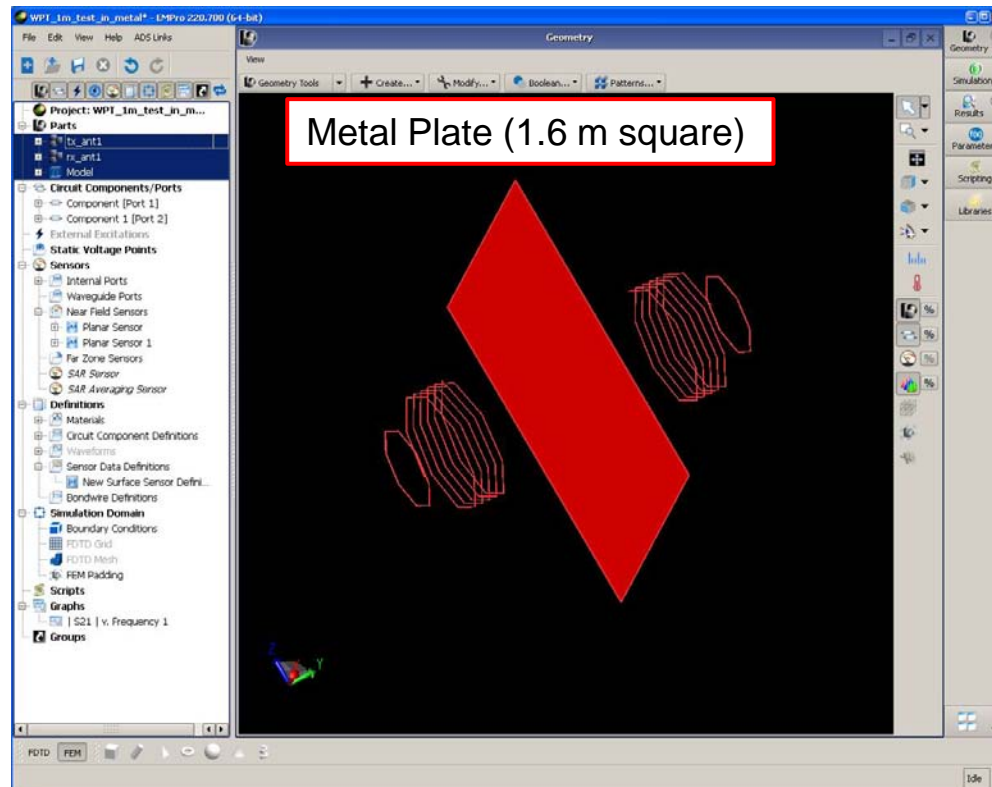 WPT_1m_test_in_metal* - EMPro 220.700 (64-bit)
File Edit View Help ADS Links
Geometry
View
Geometry Tools Create... Modify... Boolean... Patterns...
Metal Plate (1.6 m square)
Project: WPT_1m_test_in_m...
Parts
tx_ant1
rx_ant1
Model
Circuit Components/Ports
Component [Port 1]
Component 1 [Port 2]
External Excitations
Static Voltage Points
Sensors
Internal Ports
Waveguide Ports
Near Field Sensors
Planar Sensor
Planar Sensor 1
Far Zone Sensors
SAR Sensor
SAR Averaging Sensor
Definitions
Materials
Circuit Component Definitions
Waveforms
Sensor Data Definitions
New Surface Sensor Defini...
Bondwire Definitions
Simulation Domain
Boundary Conditions
FDTD Grid
FDTD Mesh
FEM Padding
Scripts
Graphs
| S21 | v. Frequency 1
Groups
Z
Y
Geometry
Simulation
Results
Parameter
Scripting
Libraries
%
%
%
%
FDTD FEM
Idle